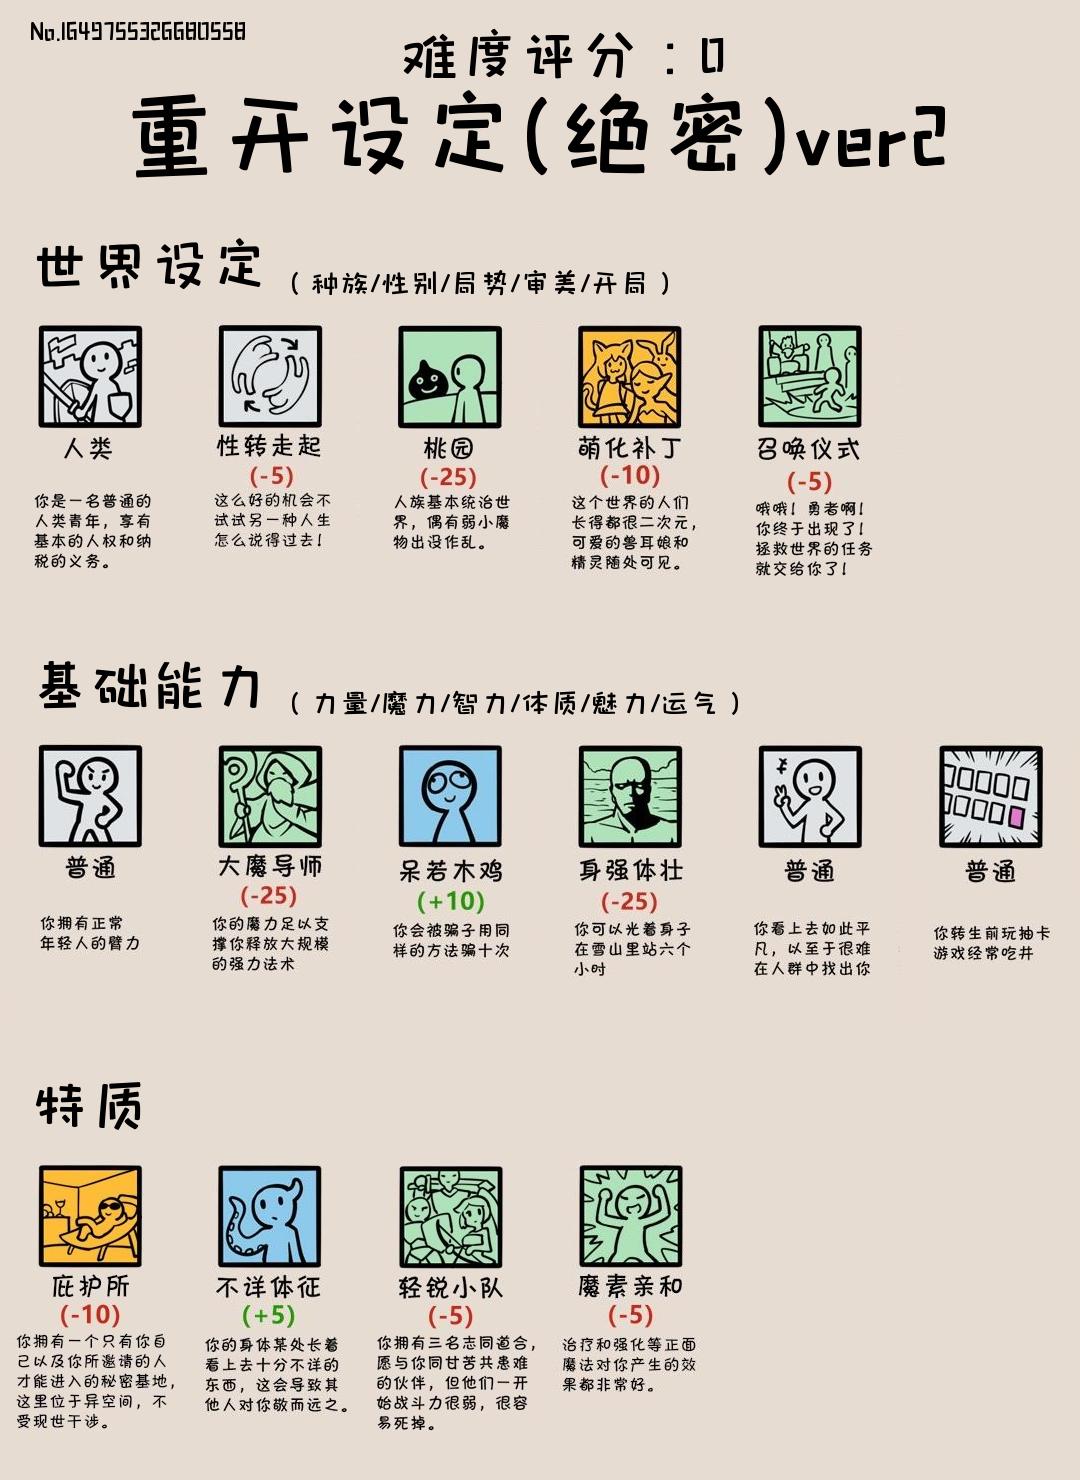 No.1649755326680558
难度评分：0
重开设定(绝密)ver2
世界设定 （种族/性别/局势/审美/开局）
人类 性转走起 桃园 萌化补丁 召唤仪式
(-5) (-25) (-10) (-5)
你是一名普通的
人类青年，享有
基本的人权和纳
税的义务。
这么好的机会不
试试另一种人生
怎么说得过去！
人族基本统治世
界，偶有弱小魔
物出没作乱。
这个世界的人们
长得都很二次元，
可爱的兽耳娘和
精灵随处可见。
哦哦！勇者啊！
你终于出现了！
拯救世界的任务
就交给你了！
基础能力 （力量/魔力/智力/体质/魅力/运气）
普通 大魔导师 呆若木鸡 身强体壮 普通 普通
(-25) (+10) (-25)
你拥有正常
年轻人的臂力
你的魔力足以支
撑你释放大规模
的强力法术
你会被骗子用同
样的方法骗十次
你可以光着身子
在雪山里站六个
小时
你看上去如此平
凡，以至于很难
在人群中找出你
你转生前玩抽卡
游戏经常吃井
特质
庇护所 不详体征 轻锐小队 魔素亲和
(-10) (+5) (-5) (-5)
你拥有一个只有你自
己以及你所邀请的人
才能进入的秘密基地，
这里位于异空间，不
受现世干涉。
你的身体某处长着
看上去十分不详的
东西，这会导致其
他人对你敬而远之。
你拥有三名志同道合，
愿与你同甘苦共患难
的伙伴，但他们一开
始战斗力很弱，很容
易死掉。
治疗和强化等正面
魔法对你产生的效
果都非常好。